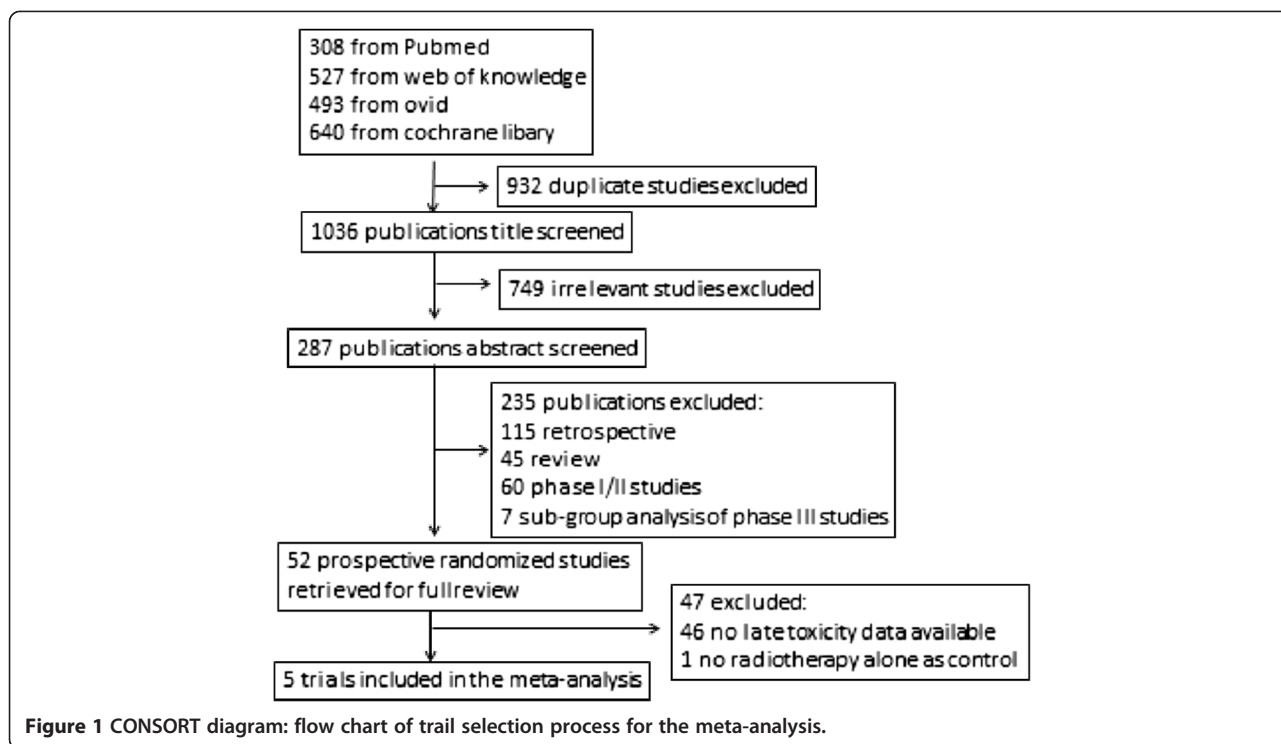 308 from Pubmed
527 from web of knowledge
493 from ovid
640 from cochrane libary
932 duplicate studies excluded
1036 publications title screened
749 irrelevant studies excluded
287 publications abstract screened
235 publications excluded:
115 retrospective
45 review
60 phase I/II studies
7 sub-group analysis of phase III studies
52 prospective randomized studies
retrieved for full review
47 excluded:
46 no late toxicity data available
1 no radiotherapy alone as control
5 trials included in the meta-analysis
Figure 1 CONSORT diagram: flow chart of trail selection process for the meta-analysis.